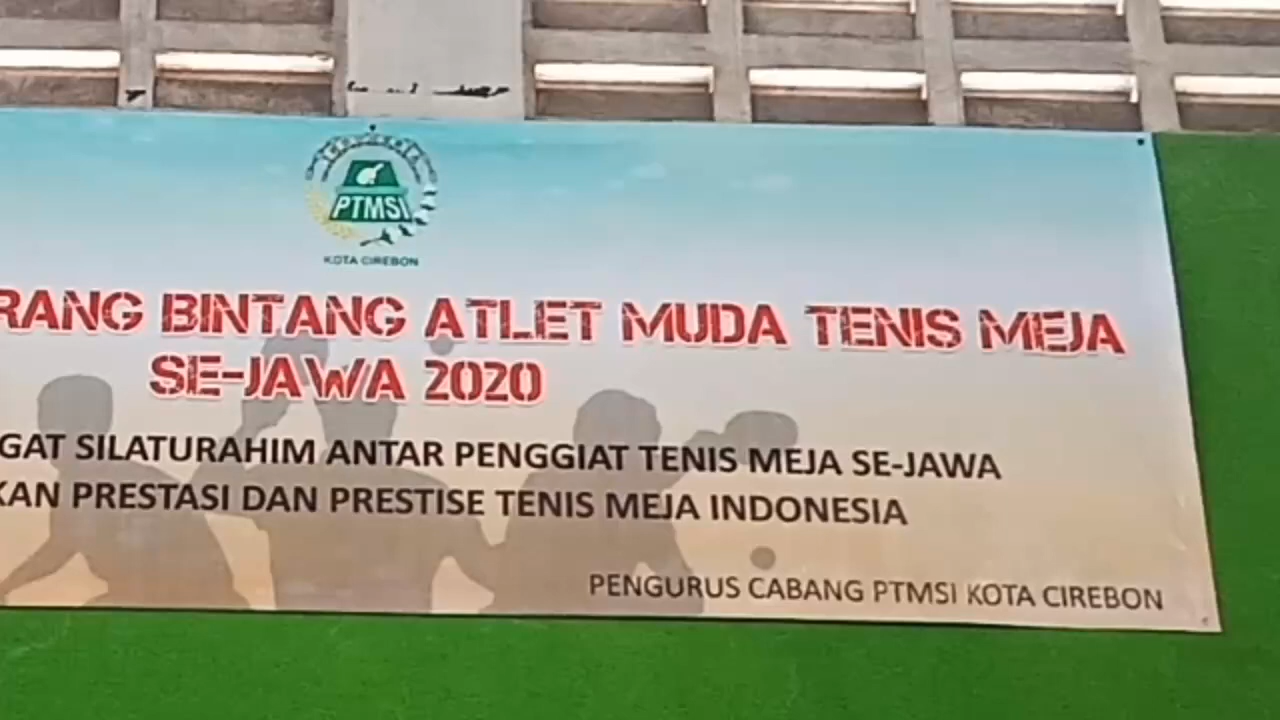 PTMSI
KOTA CIREBON
RANG BINTANG ATLET MUDA TENIS MEJA
SE-JAWA 2020
GAT SILATURAHIM ANTAR PENGGIAT TENIS MEJA SE-JAWA
KAN PRESTASI DAN PRESTISE TENIS MEJA INDONESIA
PENGURUS CABANG PTMSI KOTA CIREBON